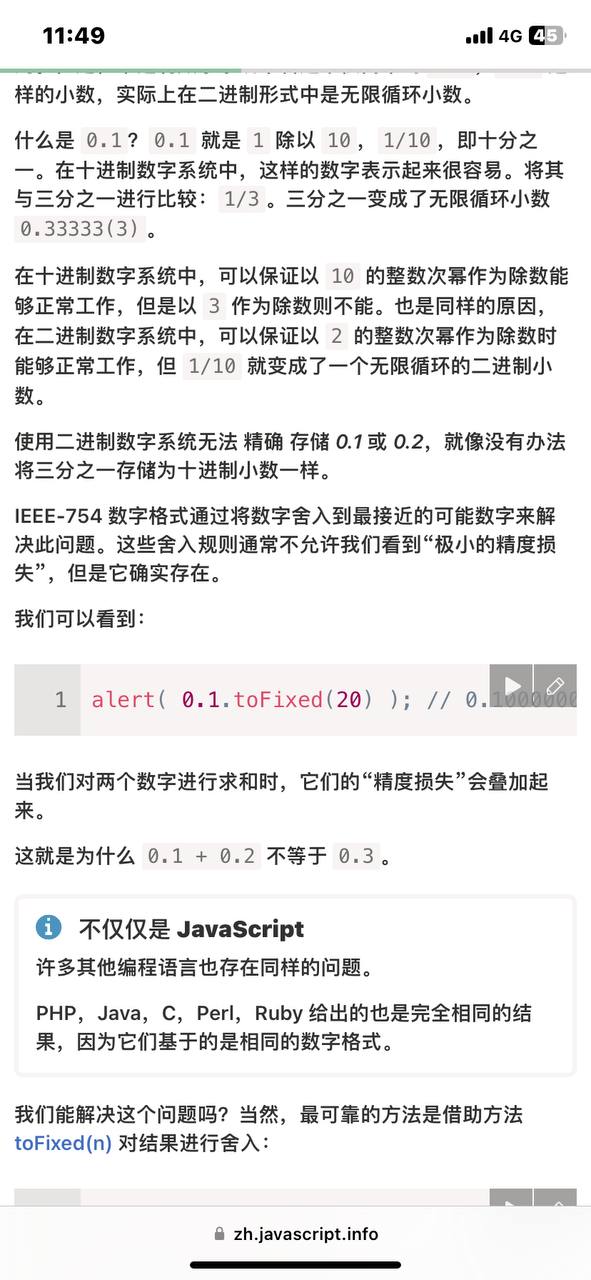 11:49
4G 45
样的小数，实际上在二进制形式中是无限循环小数。
什么是 0.1？0.1 就是 1 除以 10，1/10，即十分之
一。在十进制数字系统中，这样的数字表示起来很容易。将其
与三分之一进行比较：1/3。三分之一变成了无限循环小数
0.33333(3)。
在十进制数字系统中，可以保证以 10 的整数次幂作为除数能
够正常工作，但是以 3 作为除数则不能。也是同样的原因，
在二进制数字系统中，可以保证以 2 的整数次幂作为除数时
能够正常工作，但 1/10 就变成了一个无限循环的二进制小
数。
使用二进制数字系统无法 精确 存储 0.1 或 0.2，就像没有办法
将三分之一存储为十进制小数一样。
IEEE-754 数字格式通过将数字舍入到最接近的可能数字来解
决此问题。这些舍入规则通常不允许我们看到“极小的精度损
失”，但是它确实存在。
我们可以看到：
1 alert( 0.1.toFixed(20) ); // 0.1000000
当我们对两个数字进行求和时，它们的“精度损失”会叠加起
来。
这就是为什么 0.1 + 0.2 不等于 0.3。
不仅仅是 JavaScript
许多其他编程语言也存在同样的问题。
PHP，Java，C，Perl，Ruby 给出的也是完全相同的结
果，因为它们基于的是相同的数字格式。
我们能解决这个问题吗？当然，最可靠的方法是借助方法
toFixed(n) 对结果进行舍入：
zh.javascript.info